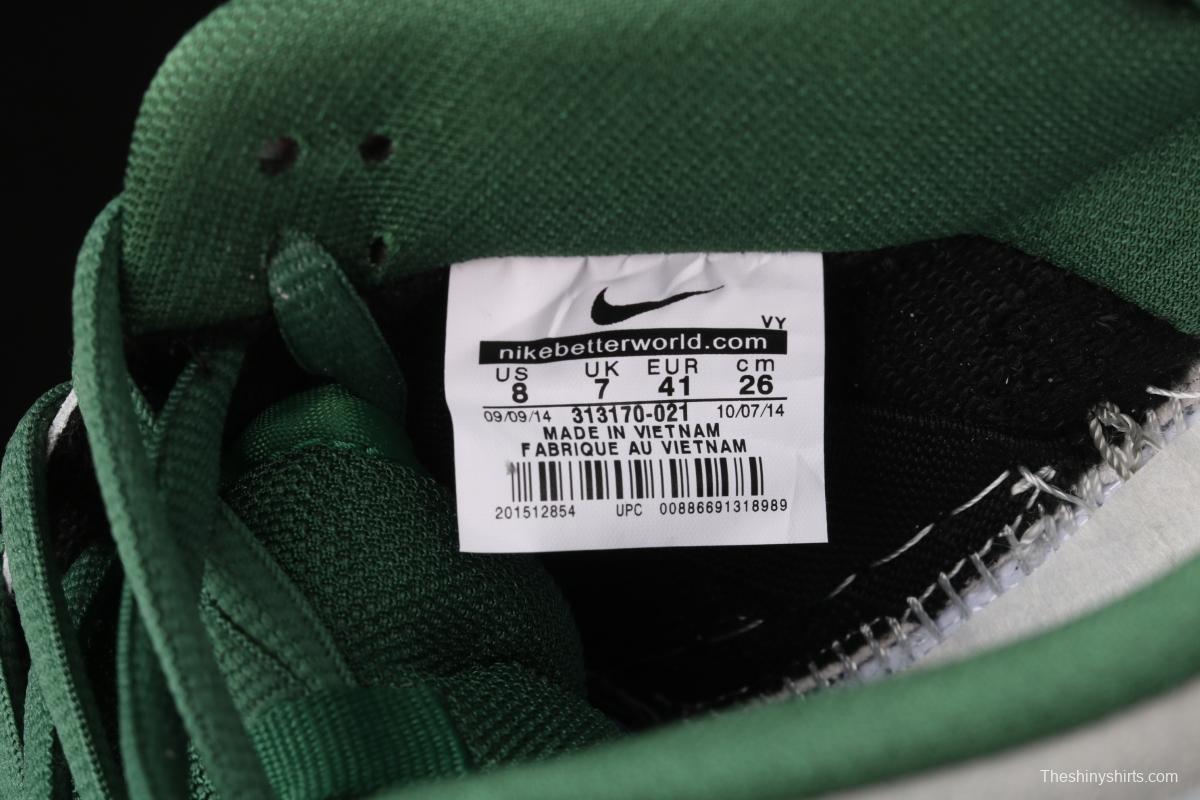 VY
nikebetterworld.com
US UK EUR cm
8 7 41 26
09/09/14 313170-021 10/07/14
MADE IN VIETNAM
FABRIQUE AU VIETNAM
201512854 UPC 00886691318989
Theshinyshirts.com